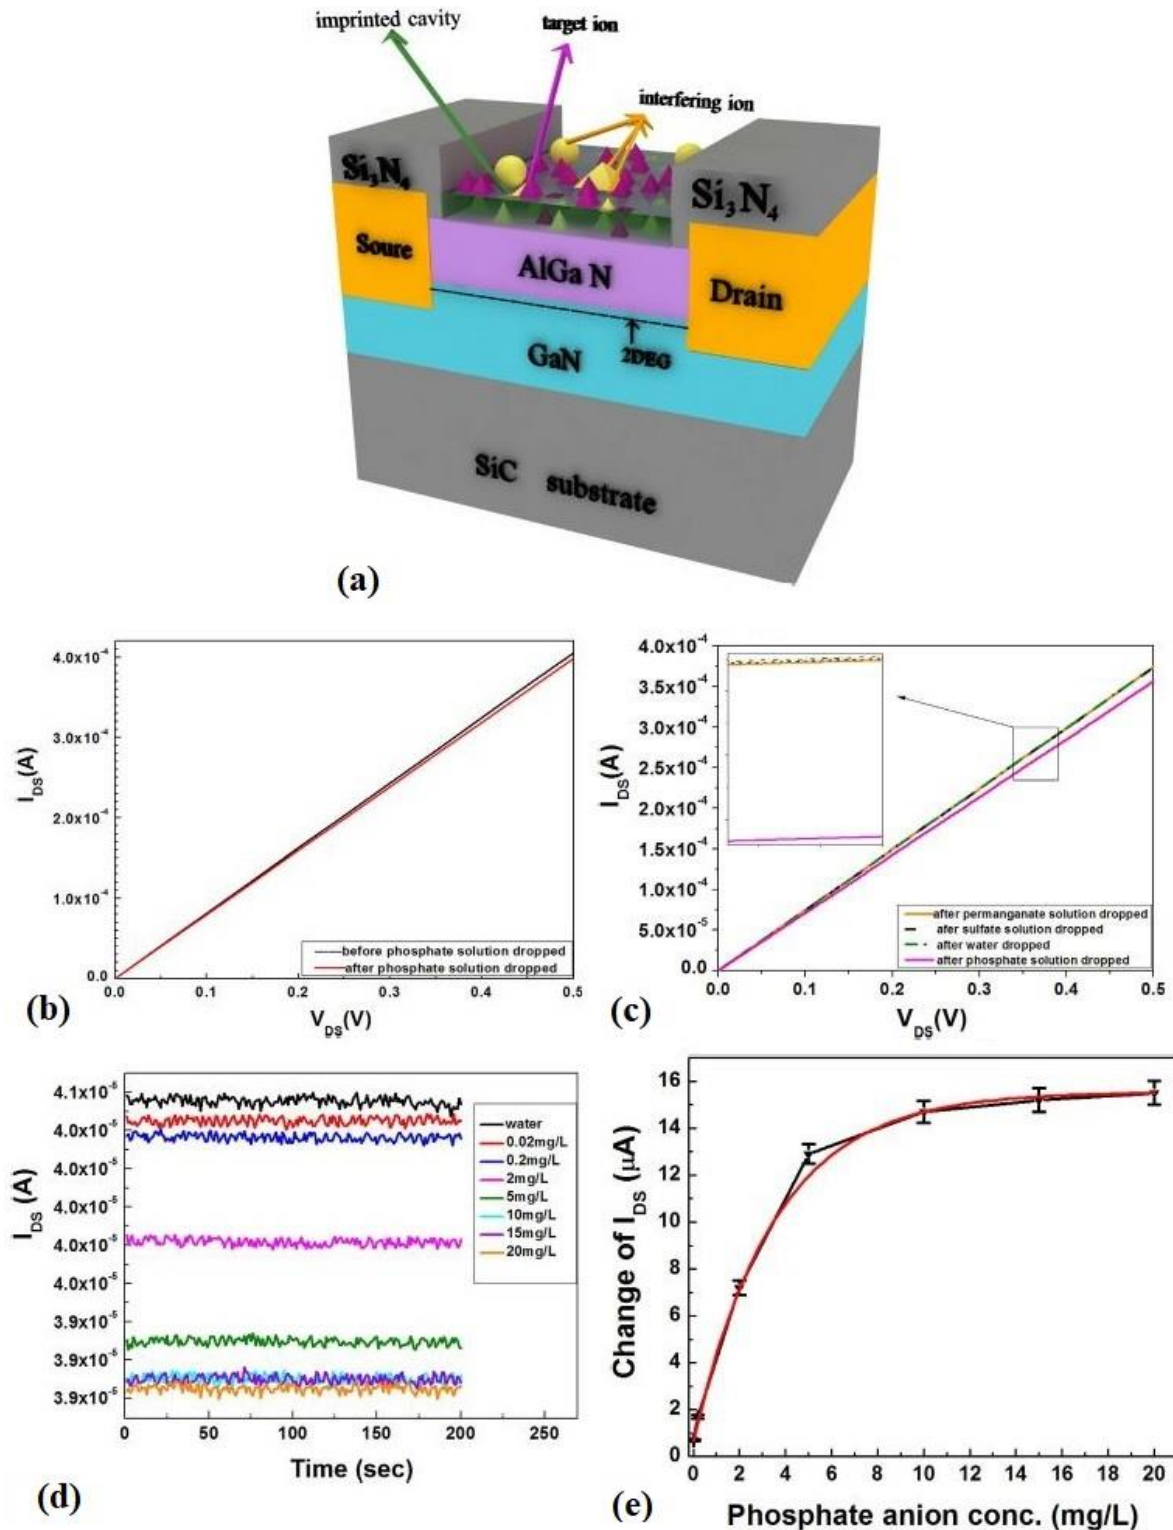 imprinted cavity
target ion
interfering ion
Si₃N₄
Si₃N₄
Soure
AlGa N
Drain
2DEG
GaN
SiC substrate
(a)
I_DS(A)
4.0x10⁻⁴
3.0x10⁻⁴
2.0x10⁻⁴
1.0x10⁻⁴
0.0
before phosphate solution dropped
after phosphate solution dropped
0.0 0.1 0.2 0.3 0.4 0.5
V_DS(V)
(b)
I_DS(A)
4.0x10⁻⁴
3.5x10⁻⁴
3.0x10⁻⁴
2.5x10⁻⁴
2.0x10⁻⁴
1.5x10⁻⁴
1.0x10⁻⁴
5.0x10⁻⁵
0.0
after permanganate solution dropped
afer sulfate solution dropped
after water dropped
after phosphate solution dropped
0.0 0.1 0.2 0.3 0.4 0.5
V_DS(V)
(c)
I_DS (A)
4.1x10⁻⁵
4.0x10⁻⁵
4.0x10⁻⁵
4.0x10⁻⁵
4.0x10⁻⁵
4.0x10⁻⁵
3.9x10⁻⁵
3.9x10⁻⁵
3.9x10⁻⁵
water
0.02mg/L
0.2mg/L
2mg/L
5mg/L
10mg/L
15mg/L
20mg/L
0 50 100 150 200 250
Time (sec)
(d)
Change of I_DS (μA)
16
14
12
10
8
6
4
2
0
0 2 4 6 8 10 12 14 16 18 20
Phosphate anion conc. (mg/L)
(e)